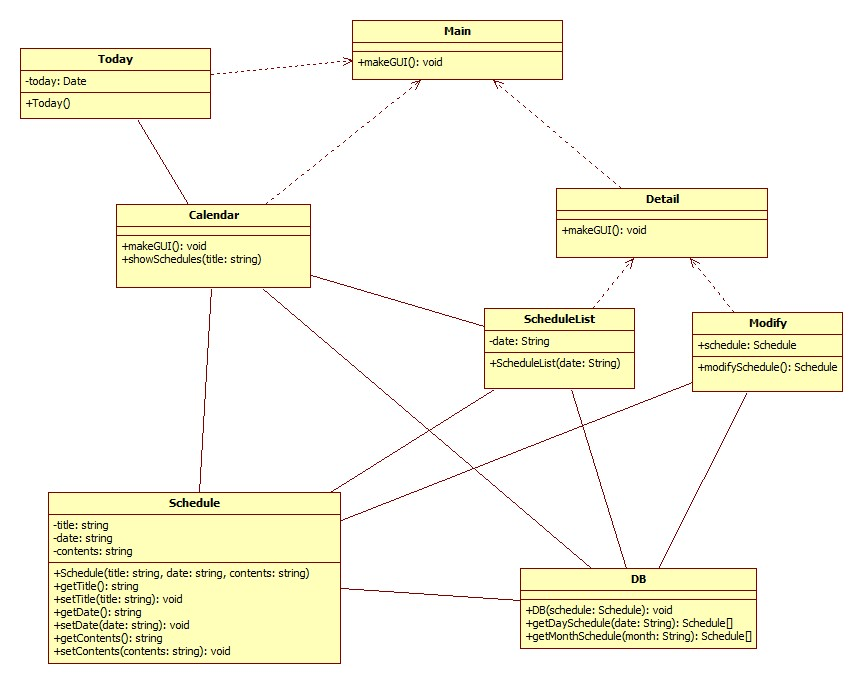 Main
+makeGUI(): void
Today
-today: Date
+Today()
Calendar
+makeGUI(): void
+showSchedules(title: string)
Detail
+makeGUI(): void
ScheduleList
-date: String
+ScheduleList(date: String)
Modify
+schedule: Schedule
+modifySchedule(): Schedule
Schedule
-title: string
-date: string
-contents: string
+Schedule(title: string, date: string, contents: string)
+getTitle(): string
+setTitle(title: string): void
+getDate(): string
+setDate(date: string): void
+getContents(): string
+setContents(contents: string): void
DB
+DB(schedule: Schedule): void
+getDaySchedule(date: String): Schedule[]
+getMonthSchedule(month: String): Schedule[]